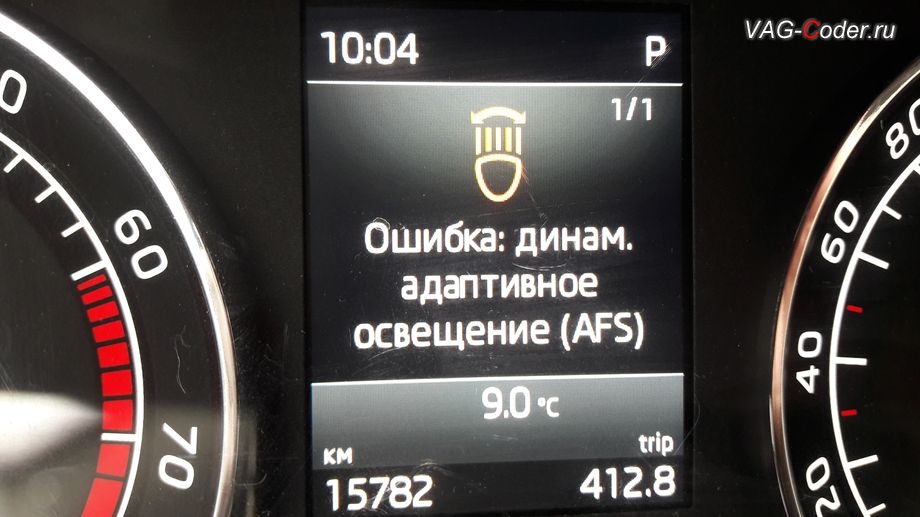 VAG-Coder.ru
10:04 P
1/1
Ошибка: динам.
адаптивное
освещение (AFS)
9.0 °C
км trip
15782 412.8
0
60
70
80
60
40
20